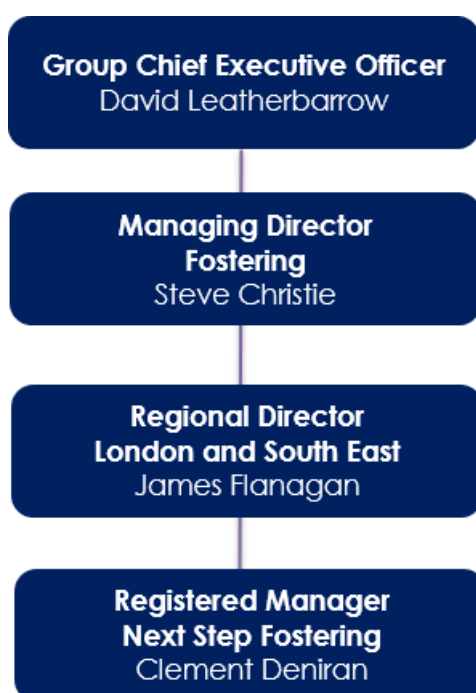 Group Chief Executive Officer
David Leatherbarrow
Managing Director
Fostering
Steve Christie
Regional Director
London and South East
James Flanagan
Registered Manager
Next Step Fostering
Clement Deniran